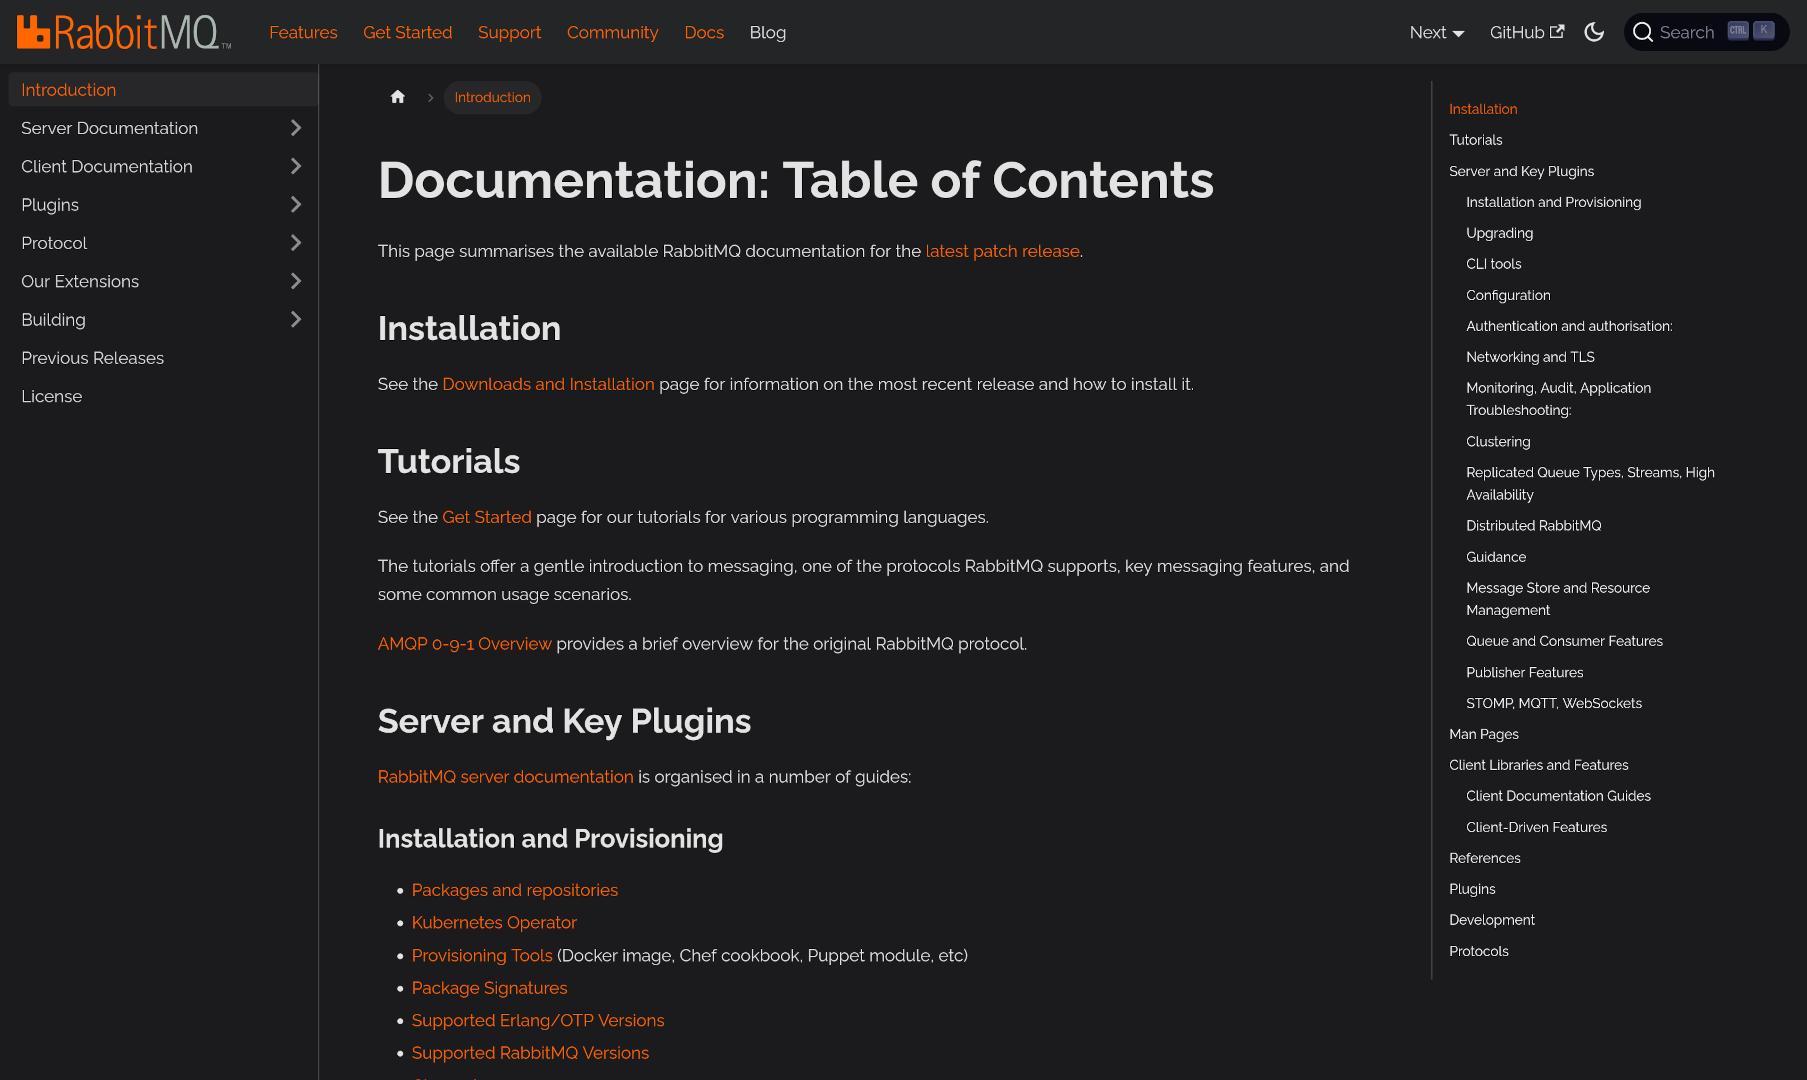 RabbitMQ™
Features Get Started Support Community Docs Blog
Next GitHub Search CTRL K
Introduction
Server Documentation
Client Documentation
Plugins
Protocol
Our Extensions
Building
Previous Releases
License
Introduction
Documentation: Table of Contents
This page summarises the available RabbitMQ documentation for the latest patch release.
Installation
See the Downloads and Installation page for information on the most recent release and how to install it.
Tutorials
See the Get Started page for our tutorials for various programming languages.
The tutorials offer a gentle introduction to messaging, one of the protocols RabbitMQ supports, key messaging features, and
some common usage scenarios.
AMQP 0-9-1 Overview provides a brief overview for the original RabbitMQ protocol.
Server and Key Plugins
RabbitMQ server documentation is organised in a number of guides:
Installation and Provisioning
• Packages and repositories
• Kubernetes Operator
• Provisioning Tools (Docker image, Chef cookbook, Puppet module, etc)
• Package Signatures
• Supported Erlang/OTP Versions
• Supported RabbitMQ Versions
Installation
Tutorials
Server and Key Plugins
Installation and Provisioning
Upgrading
CLI tools
Configuration
Authentication and authorisation:
Networking and TLS
Monitoring, Audit, Application
Troubleshooting:
Clustering
Replicated Queue Types, Streams, High
Availability
Distributed RabbitMQ
Guidance
Message Store and Resource
Management
Queue and Consumer Features
Publisher Features
STOMP, MQTT, WebSockets
Man Pages
Client Libraries and Features
Client Documentation Guides
Client-Driven Features
References
Plugins
Development
Protocols